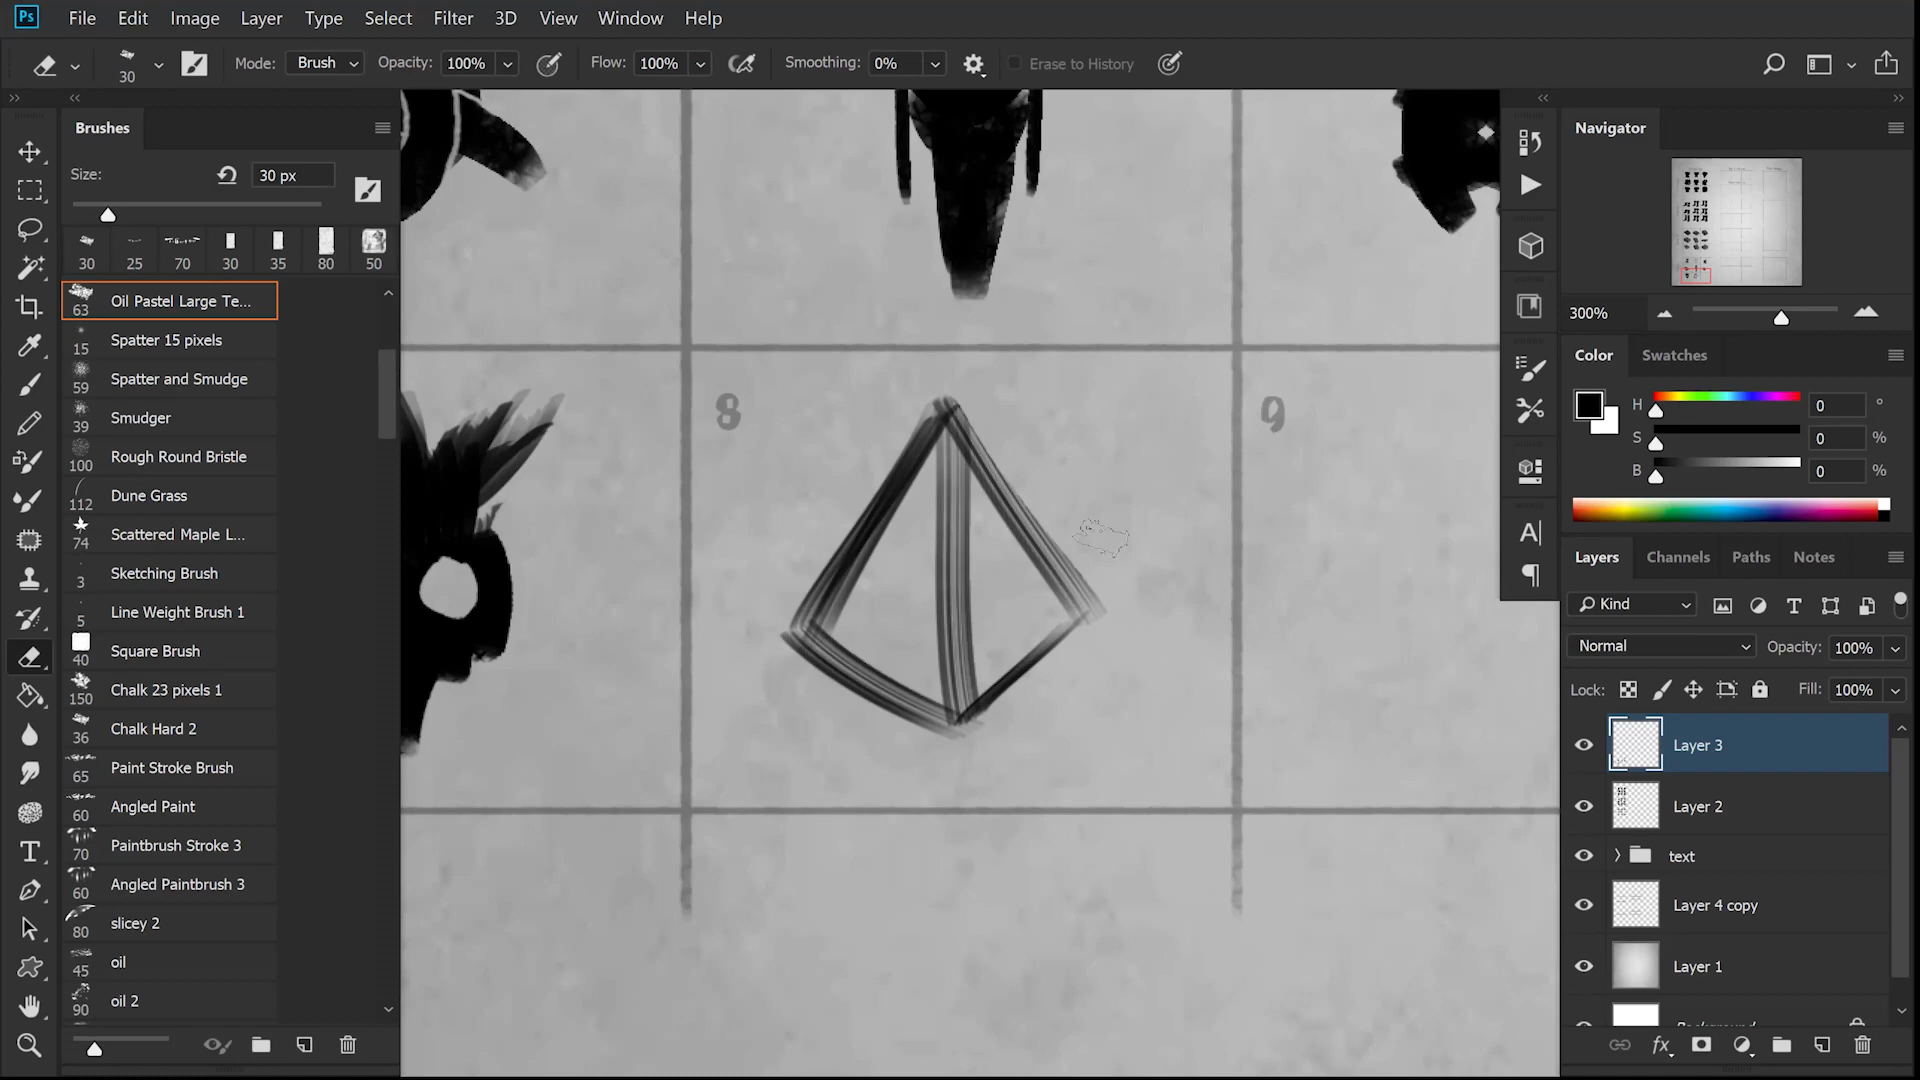 Ps File Edit Image Layer Type Select Filter 3D View Window Help
30 Mode: Brush Opacity: 100% Flow: 100% Smoothing: 0% Erase to History
Brushes
Size: 30 px
30 25 70 30 35 80 50
63 Oil Pastel Large Te...
15 Spatter 15 pixels
59 Spatter and Smudge
39 Smudger
100 Rough Round Bristle
112 Dune Grass
74 Scattered Maple L...
3 Sketching Brush
5 Line Weight Brush 1
40 Square Brush
150 Chalk 23 pixels 1
36 Chalk Hard 2
65 Paint Stroke Brush
60 Angled Paint
70 Paintbrush Stroke 3
60 Angled Paintbrush 3
80 slicey 2
45 oil
90 oil 2
8
9
Navigator
300%
Color Swatches
H 0 °
S 0 %
B 0 %
Layers Channels Paths Notes
Kind
Normal Opacity: 100%
Lock: Fill: 100%
Layer 3
Layer 2
text
Layer 4 copy
Layer 1
Background